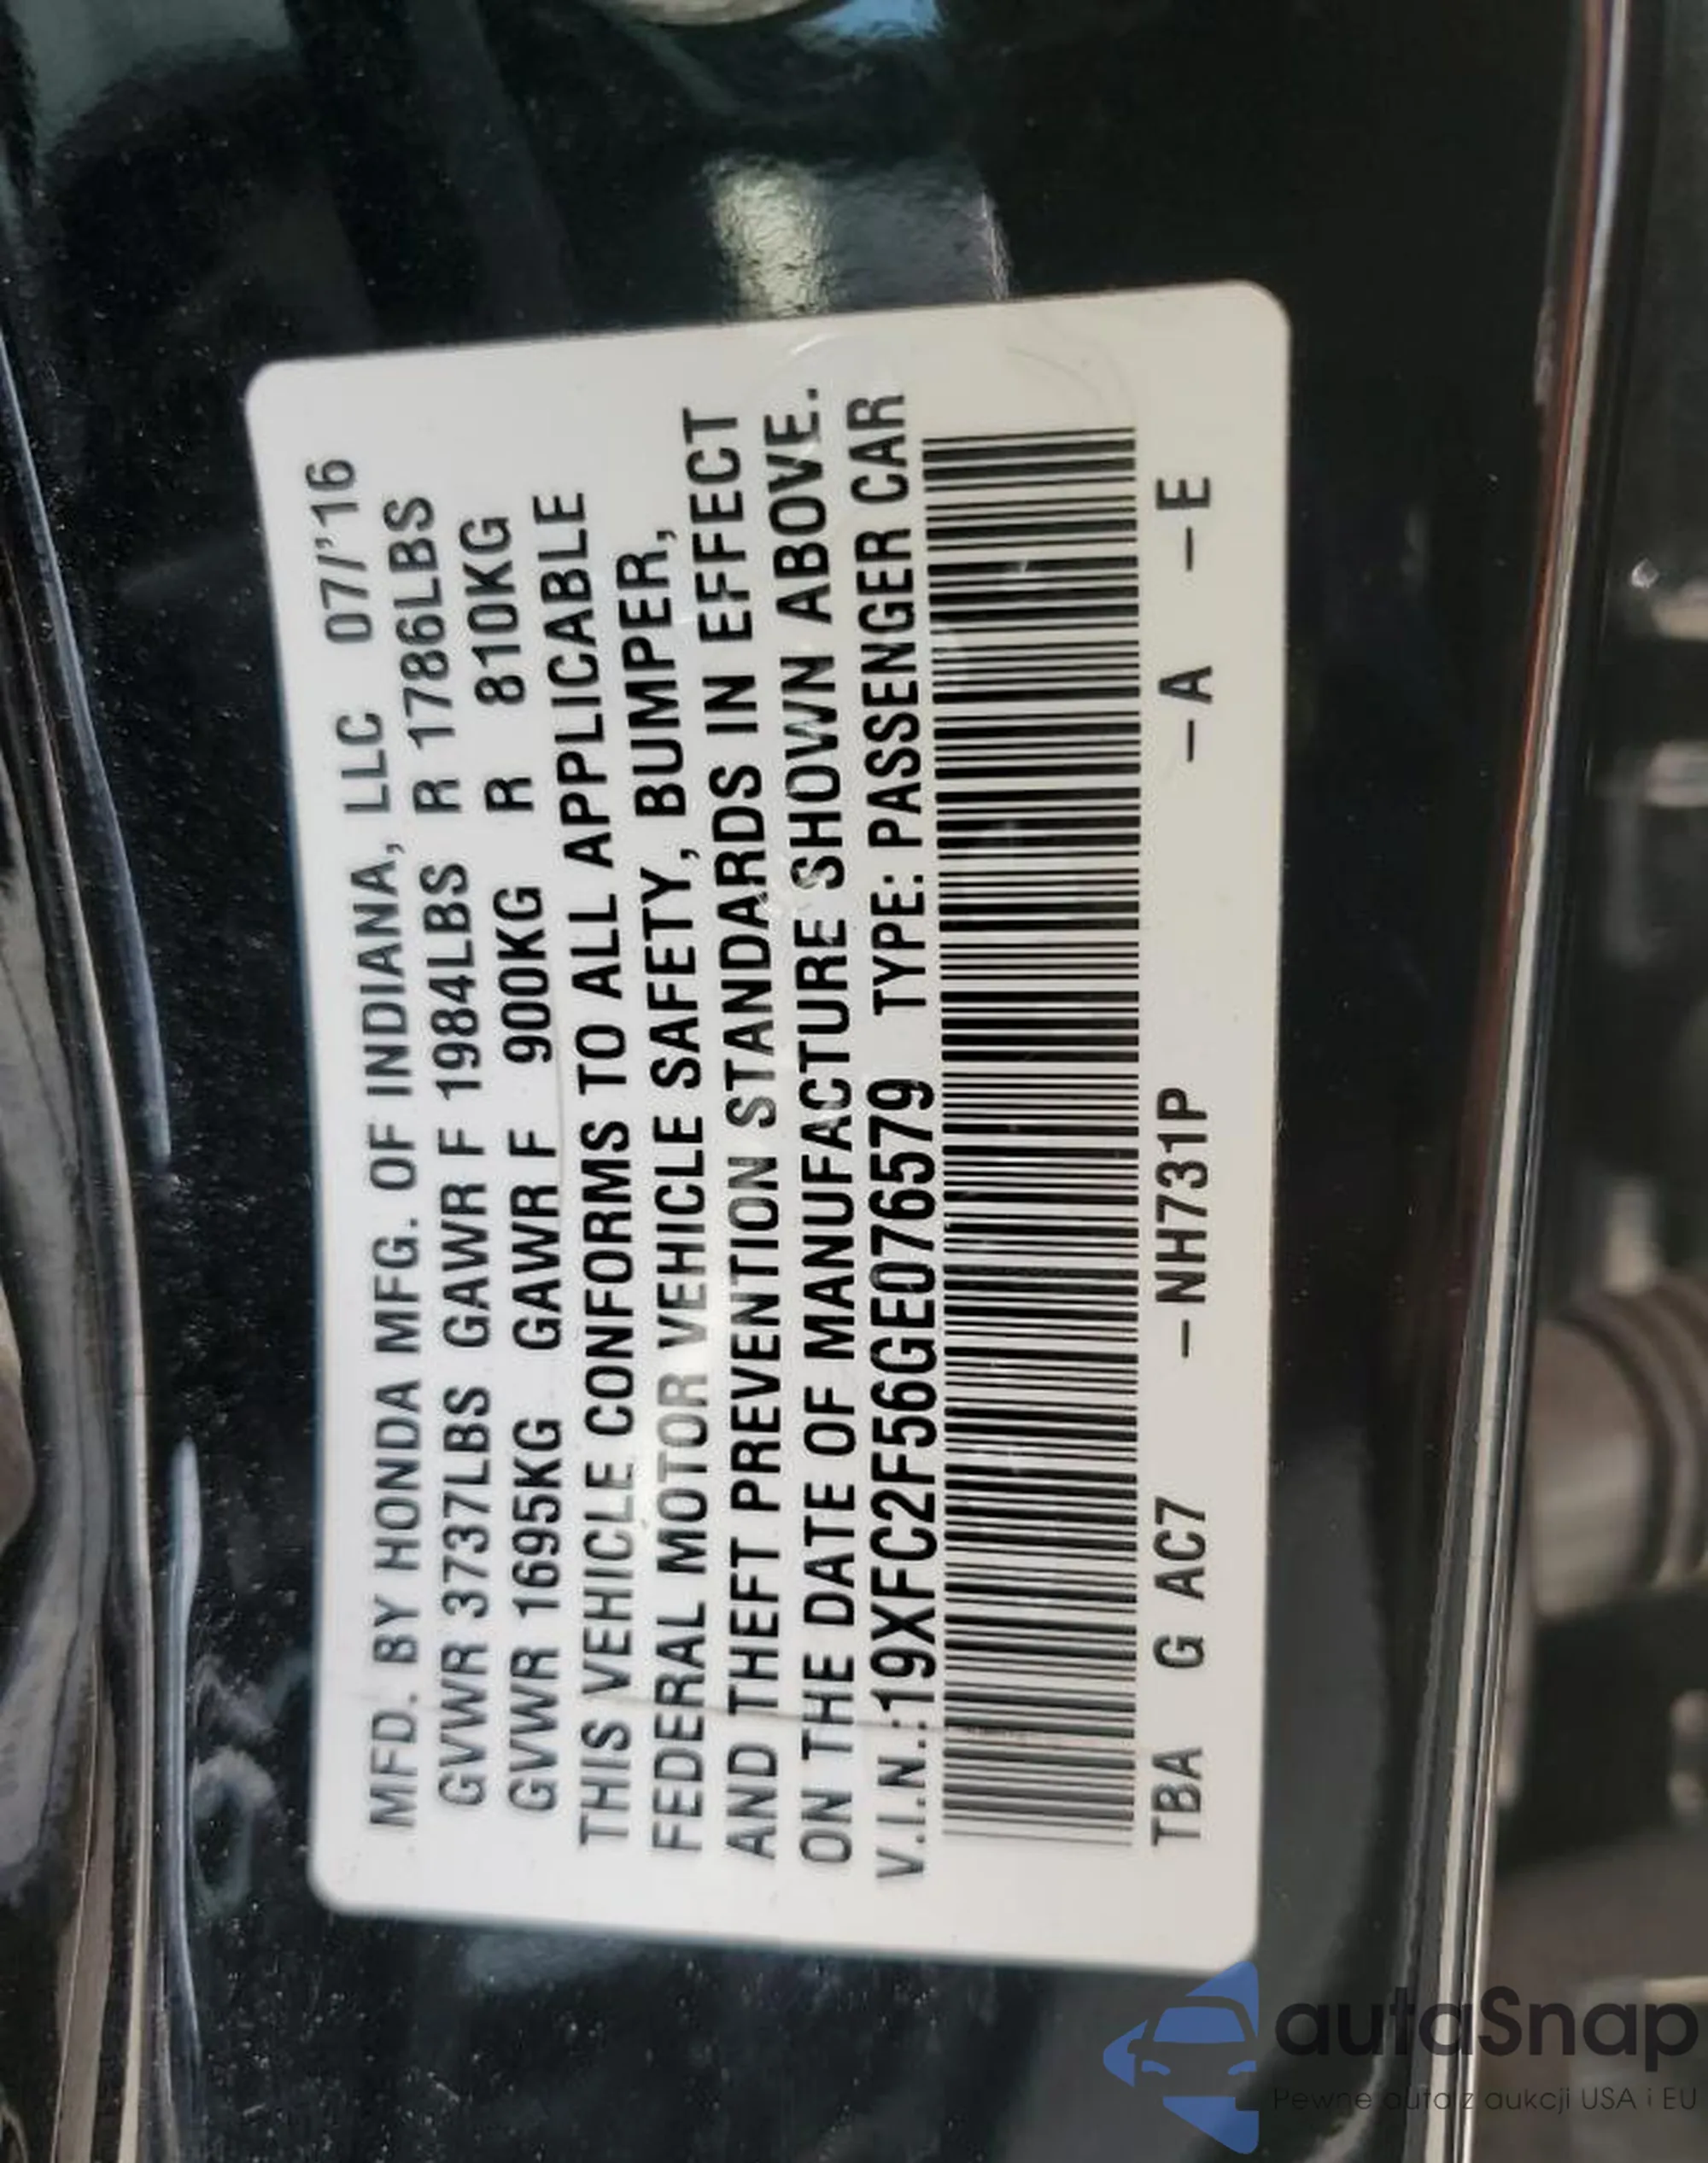 MFD. BY HONDA MFG. OF INDIANA, LLC 07/'16
GVWR 3737LBS GAWR F 1984LBS R 1786LBS
GVWR 1695KG GAWR F 900KG R 810KG
THIS VEHICLE CONFORMS TO ALL APPLICABLE
FEDERAL MOTOR VEHICLE SAFETY, BUMPER,
AND THEFT PREVENTION STANDARDS IN EFFECT
ON THE DATE OF MANUFACTURE SHOWN ABOVE.
V.I.N.:19XFC2F56GE076579 TYPE: PASSENGER CAR
TBA G AC7 –NH731P –A –E
autaSnap
Pewne auta z aukcji USA i EU